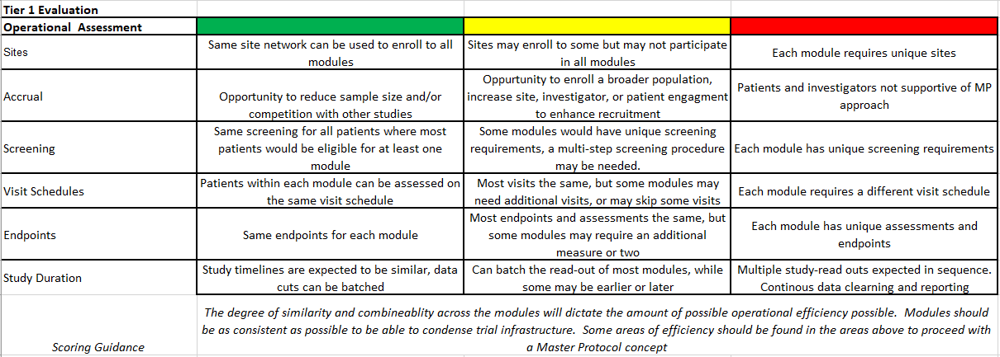 Tier 1 Evaluation
Operational Assessment
Sites
Same site network can be used to enroll to all
modules
Sites may enroll to some but may not participate
in all modules
Each module requires unique sites
Accrual
Opportunity to reduce sample size and/or
competition with other studies
Oppurtunity to enroll a broader population,
increase site, investigator, or patient engagment
to enhance recruitment
Patients and investigators not supportive of MP
approach
Screening
Same screening for all patients where most
patients would be eligible for at least one
module
Some modules would have unique screening
requirements, a multi-step screening procedure
may be needed.
Each module has unique screening requirements
Visit Schedules
Patients within each module can be assessed on
the same visit schedule
Most visits the same, but some modules may
need additional visits, or may skip some visits
Each module requires a different visit schedule
Endpoints
Same endpoints for each module
Most endpoints and assessments the same, but
some modules may require an additional
measure or two
Each module has unique assessments and
endpoints
Study Duration
Study timelines are expected to be similar, data
cuts can be batched
Can batch the read-out of most modules, while
some may be earlier or later
Multiple study-read outs expected in sequence.
Continous data clearning and reporting
Scoring Guidance
The degree of similarity and combineablity across the modules will dictate the amount of possible operational efficiency possible.  Modules should
be as consistent as possible to be able to condense trial infrastructure.  Some areas of efficiency should be found in the areas above to proceed with
a Master Protocol concept